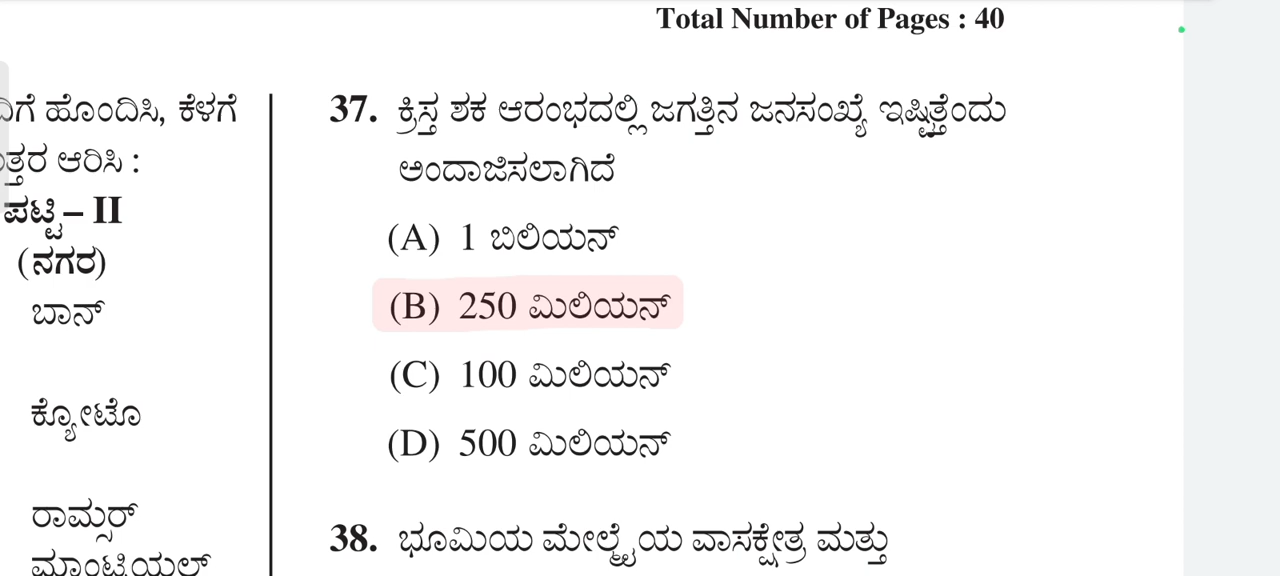 Total Number of Pages : 40
ಹೊಂದಿಸಿ, ಕೆಳಗೆ
ಆರಿಸಿ :
ಪಟ್ಟಿ – II
(ನಗರ)
ಬಾನ್
ಕ್ಯೋಟೊ
ರಾಮ್ಸರ್
ಮಾಂಟ್ರಿಯಲ್
37. ಕ್ರಿಸ್ತ ಶಕ ಆರಂಭದಲ್ಲಿ ಜಗತ್ತಿನ ಜನಸಂಖ್ಯೆ ಇಷ್ಟಿತ್ತೆಂದು
ಅಂದಾಜಿಸಲಾಗಿದೆ
(A) 1 ಬಿಲಿಯನ್
(B) 250 ಮಿಲಿಯನ್
(C) 100 ಮಿಲಿಯನ್
(D) 500 ಮಿಲಿಯನ್
38. ಭೂಮಿಯ ಮೇಲ್ಮೈಯ ವಾಸಕ್ಷೇತ್ರ ಮತ್ತು